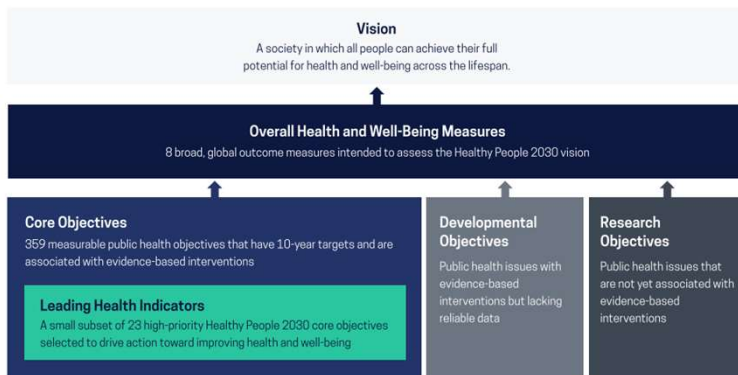 Vision
A society in which all people can achieve their full
potential for health and well-being across the lifespan.
Overall Health and Well-Being Measures
8 broad, global outcome measures intended to assess the Healthy People 2030 vision
Core Objectives
359 measurable public health objectives that have 10-year targets and are
associated with evidence-based interventions
Leading Health Indicators
A small subset of 23 high-priority Healthy People 2030 core objectives
selected to drive action toward improving health and well-being
Developmental
Objectives
Public health issues with
evidence-based
interventions but lacking
reliable data
Research
Objectives
Public health issues that
are not yet associated with
evidence-based
interventions